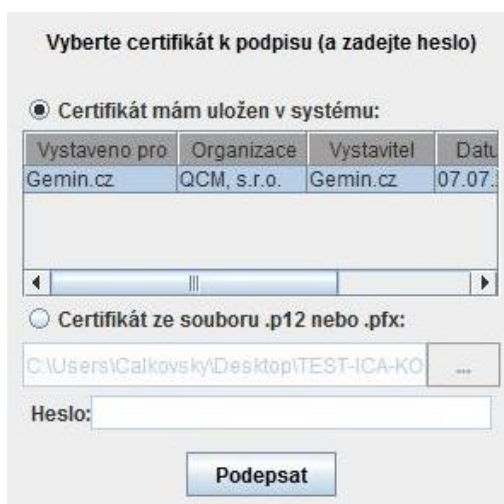 Vyberte certifikát k podpisu (a zadejte heslo)
Certifikát mám uložen v systému:
Vystaveno pro Organizace Vystavitel Datu
Gemin.cz QCM, s.r.o. Gemin.cz 07.07.
Certifikát ze souboru .p12 nebo .pfx:
C:\Users\Calkovsky\Desktop\TEST-ICA-KO ...
Heslo:
Podepsat